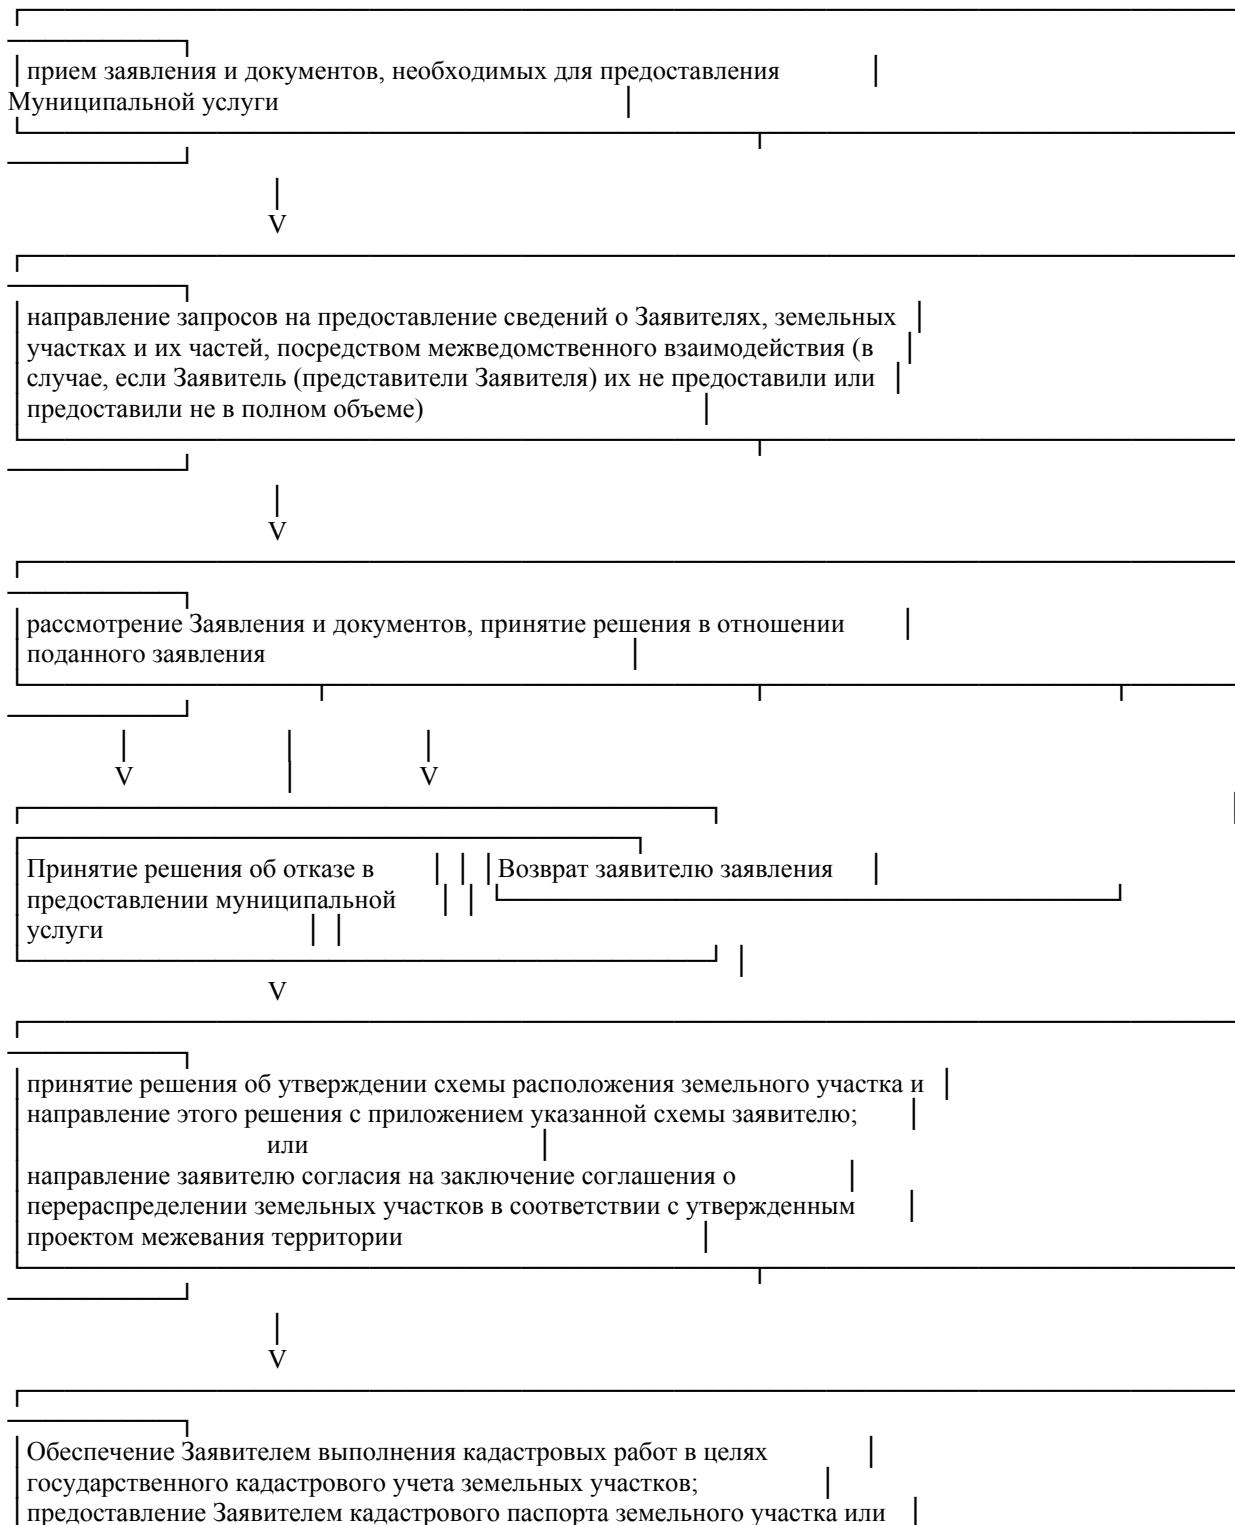 прием заявления и документов, необходимых для предоставления
Муниципальной услуги
V
направление запросов на предоставление сведений о Заявителях, земельных
участках и их частей, посредством межведомственного взаимодействия (в
случае, если Заявитель (представители Заявителя) их не предоставили или
предоставили не в полном объеме)
V
рассмотрение Заявления и документов, принятие решения в отношении
поданного заявления
V V
Принятие решения об отказе в Возврат заявителю заявления
предоставлении муниципальной
услуги
V
принятие решения об утверждении схемы расположения земельного участка и
направление этого решения с приложением указанной схемы заявителю;
или
направление заявителю согласия на заключение соглашения о
перераспределении земельных участков в соответствии с утвержденным
проектом межевания территории
V
Обеспечение Заявителем выполнения кадастровых работ в целях
государственного кадастрового учета земельных участков;
предоставление Заявителем кадастрового паспорта земельного участка или